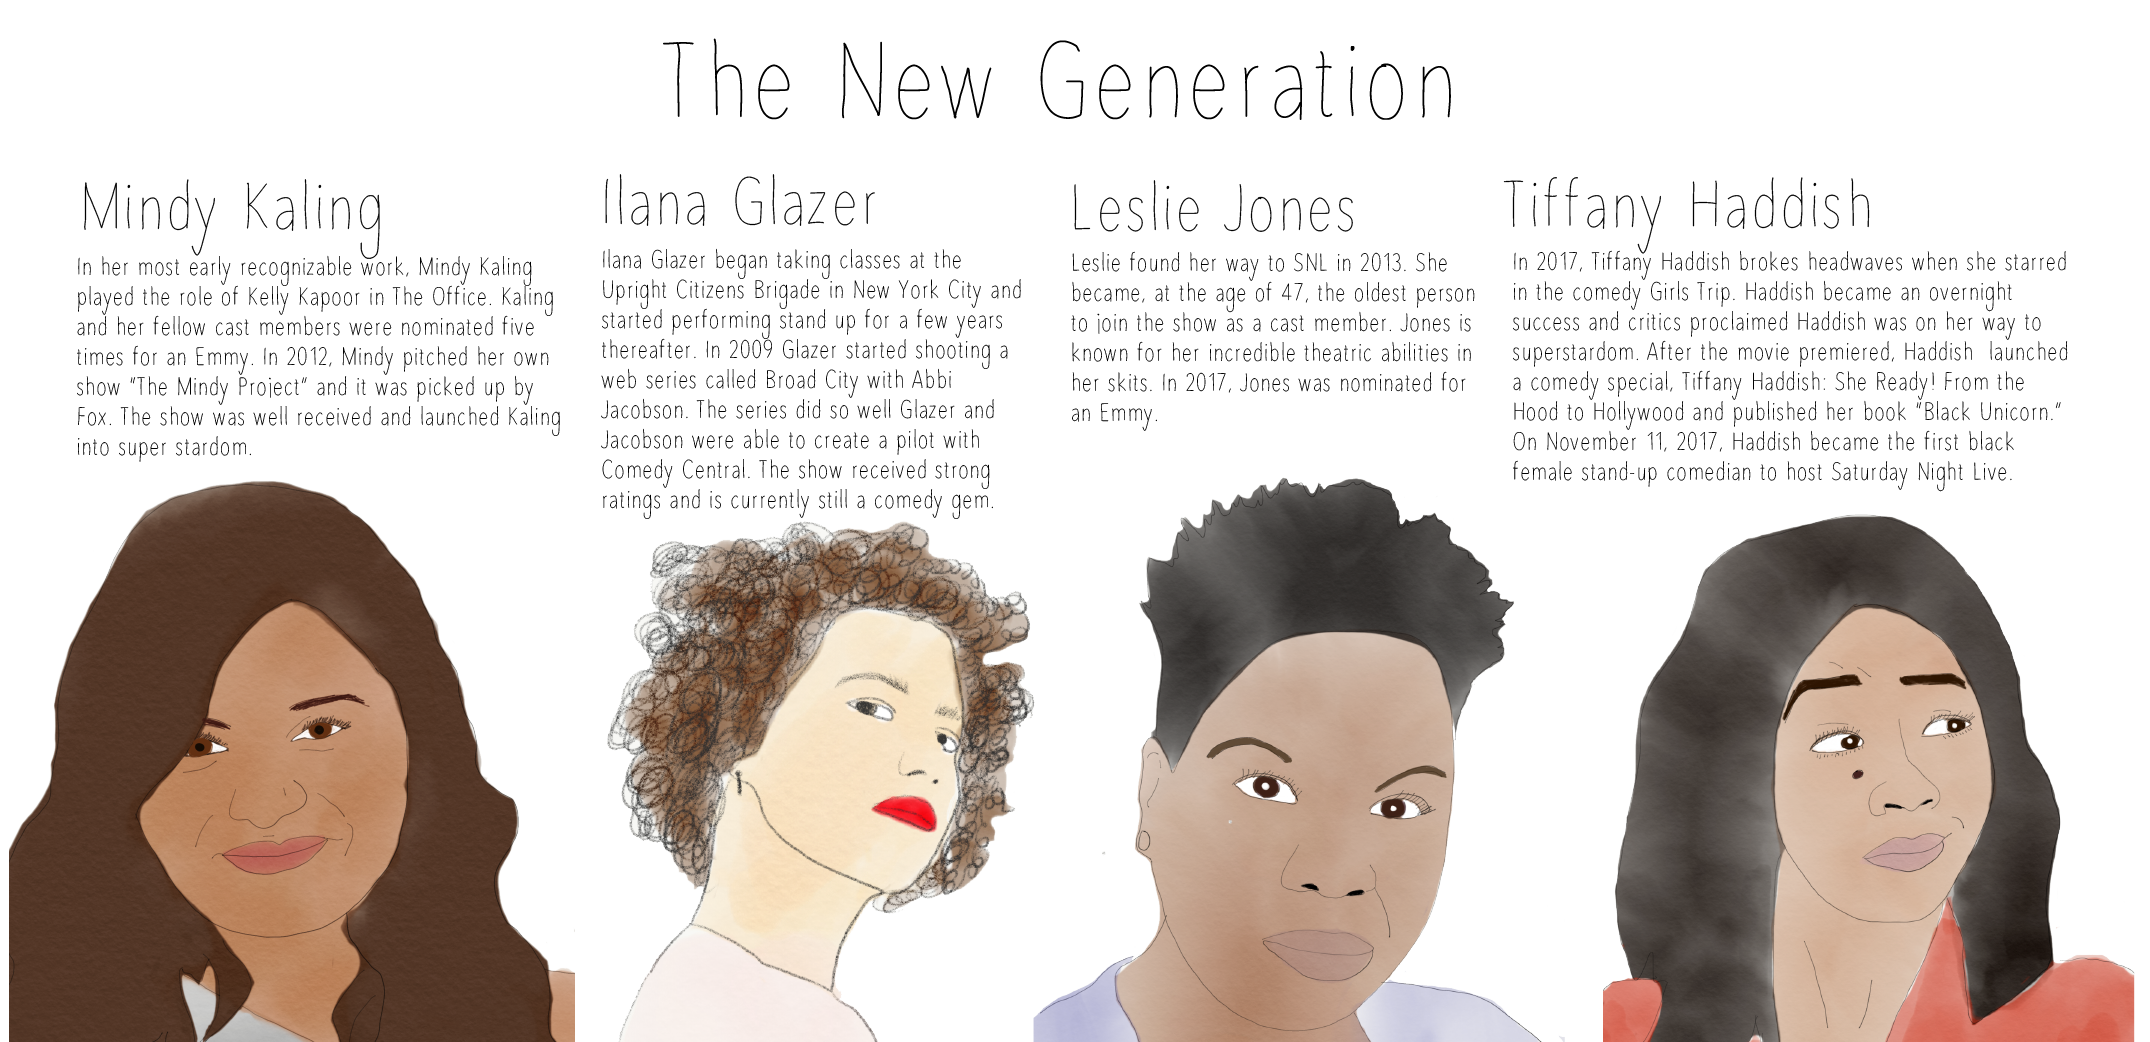 The New Generation
Mindy Kaling
In her most early recognizable work, Mindy Kaling
played the role of Kelly Kapoor in The Office. Kaling
and her fellow cast members were nominated five
times for an Emmy. In 2012, Mindy pitched her own
show "The Mindy Project" and it was picked up by
Fox. The show was well received and launched Kaling
into super stardom.
Ilana Glazer
Ilana Glazer began taking classes at the
Upright Citizens Brigade in New York City and
started performing stand up for a few years
thereafter. In 2009 Glazer started shooting a
web series called Broad City with Abbi
Jacobson. The series did so well Glazer and
Jacobson were able to create a pilot with
Comedy Central. The show received strong
ratings and is currently still a comedy gem.
Leslie Jones
Leslie found her way to SNL in 2013. She
became, at the age of 47, the oldest person
to join the show as a cast member. Jones is
known for her incredible theatric abilities in
her skits. In 2017, Jones was nominated for
an Emmy.
Tiffany Haddish
In 2017, Tiffany Haddish brokes headwaves when she starred
in the comedy Girls Trip. Haddish became an overnight
success and critics proclaimed Haddish was on her way to
superstardom. After the movie premiered, Haddish launched
a comedy special, Tiffany Haddish: She Ready! From the
Hood to Hollywood and published her book "Black Unicorn."
On November 11, 2017, Haddish became the first black
female stand-up comedian to host Saturday Night Live.